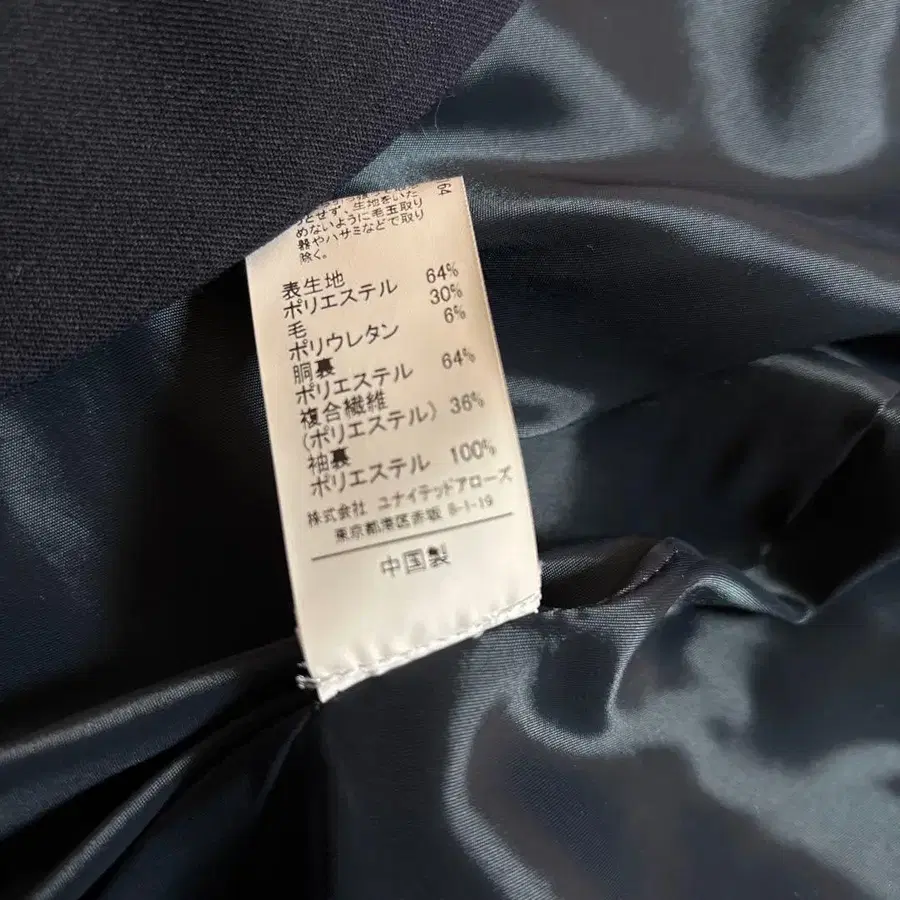 とせず、生地をいた
めないように毛玉取り
器やハサミなどで取り
除く。
64
表生地
ポリエステル 64%
毛 30%
ポリウレタン 6%
胴裏
ポリエステル 64%
複合繊維
(ポリエステル) 36%
袖裏
ポリエステル 100%
株式会社 ユナイテッドアローズ
東京都港区赤坂 8-1-19
中国製